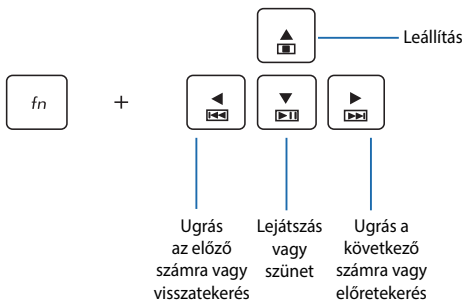 Leállítás
fn
+
Ugrás
az előző
számra vagy
visszatekerés
Lejátszás
vagy
szünet
Ugrás a
következő
számra vagy
előretekerés